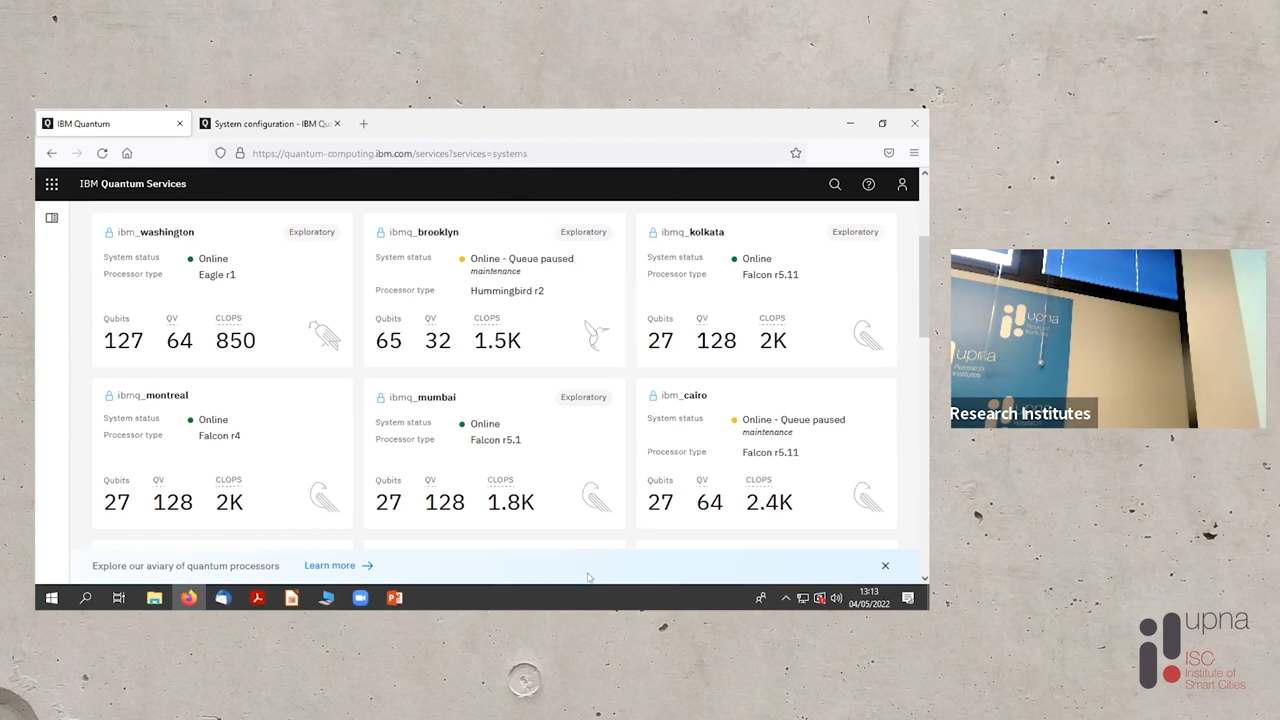 IBM Quantum
System configuration - IBM Qu
https://quantum-computing.ibm.com/services?services=systems
IBM Quantum Services
ibm_washington
Exploratory
System status
Online
Processor type
Eagle r1
Qubits
QV
CLOPS
127
64
850
ibmq_brooklyn
Exploratory
System status
Online - Queue paused
maintenance
Processor type
Hummingbird r2
Qubits
QV
CLOPS
65
32
1.5K
ibmq_kolkata
Exploratory
System status
Online
Processor type
Falcon r5.11
Qubits
QV
CLOPS
27
128
2K
ibmq_montreal
System status
Online
Processor type
Falcon r4
Qubits
QV
CLOPS
27
128
2K
ibmq_mumbai
Exploratory
System status
Online
Processor type
Falcon r5.1
Qubits
QV
CLOPS
27
128
1.8K
ibm_cairo
System status
Online - Queue paused
maintenance
Processor type
Falcon r5.11
Qubits
QV
CLOPS
27
64
2.4K
Explore our aviary of quantum processors
Learn more
13:13
04/05/2022
upna
upna
Research
Institutes
Research Institutes
upna
ISC
Institute of
Smart Cities